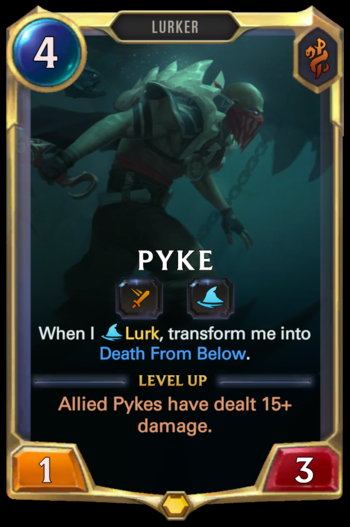 LURKER
4
PYKE
When I Lurk, transform me into
Death From Below.
LEVEL UP
Allied Pykes have dealt 15+
damage.
1
3